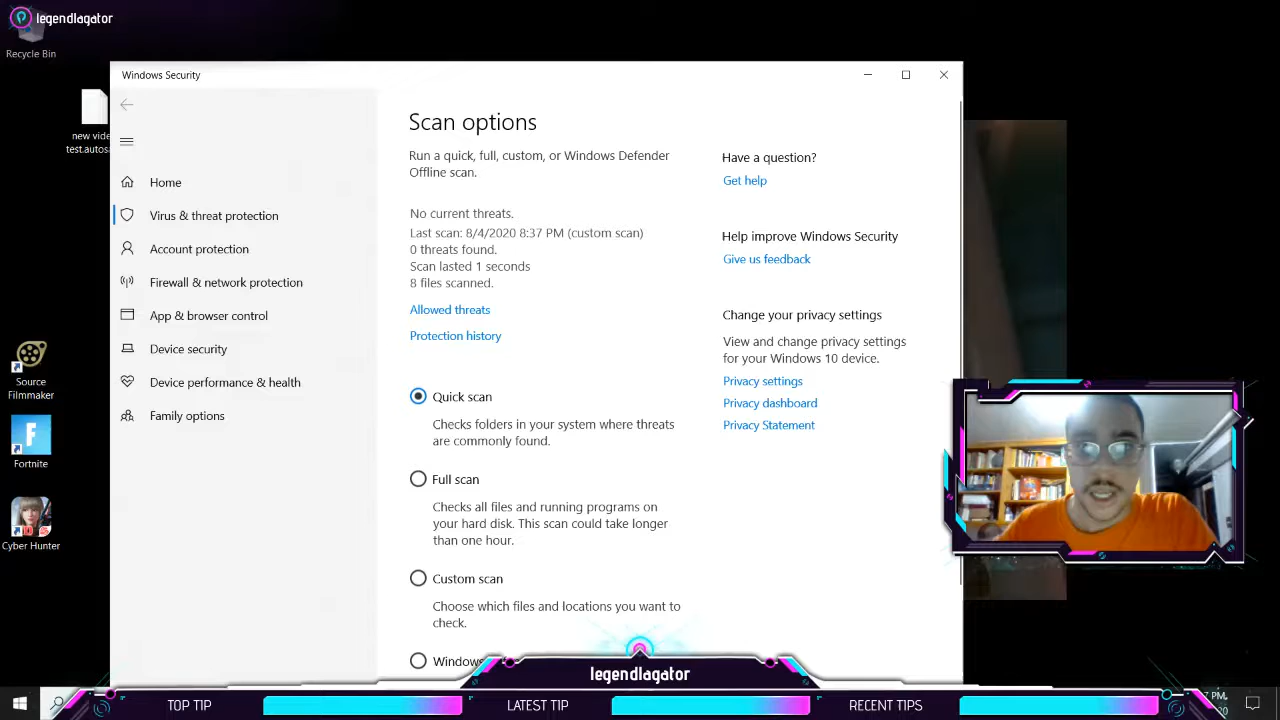 legendlagator
Recycle Bin
new vide
test.autosa
Source
Filmmaker
Fortnite
Cyber Hunter
Windows Security
Home
Virus & threat protection
Account protection
Firewall & network protection
App & browser control
Device security
Device performance & health
Family options
Scan options
Run a quick, full, custom, or Windows Defender
Offline scan.
No current threats.
Last scan: 8/4/2020 8:37 PM (custom scan)
0 threats found.
Scan lasted 1 seconds
8 files scanned.
Allowed threats
Protection history
Quick scan
Checks folders in your system where threats
are commonly found.
Full scan
Checks all files and running programs on
your hard disk. This scan could take longer
than one hour.
Custom scan
Choose which files and locations you want to
check.
Windows
Have a question?
Get help
Help improve Windows Security
Give us feedback
Change your privacy settings
View and change privacy settings
for your Windows 10 device.
Privacy settings
Privacy dashboard
Privacy Statement
legendlagator
TOP TIP
LATEST TIP
RECENT TIPS
7 PM
20